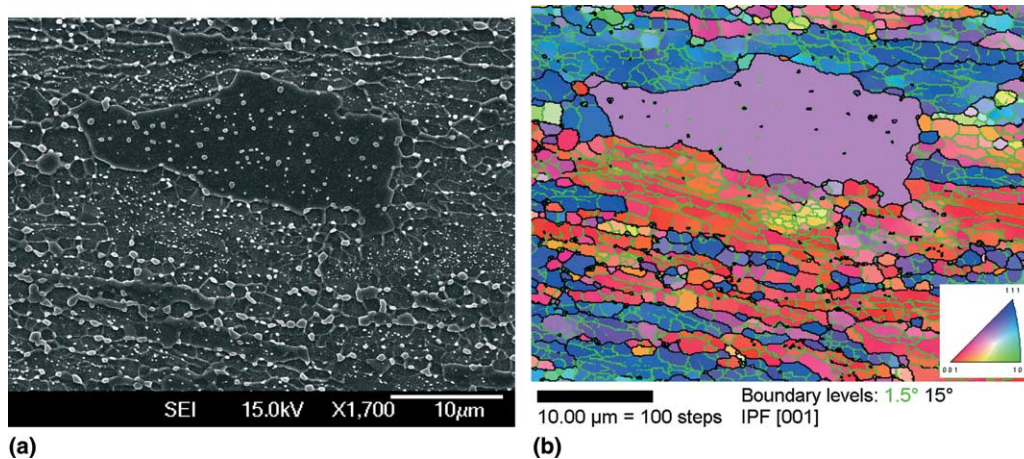 SEI 15.0kV X1,700 10µm
(a)
111
001 10
10.00 µm = 100 steps
Boundary levels: 1.5° 15°
IPF [001]
(b)